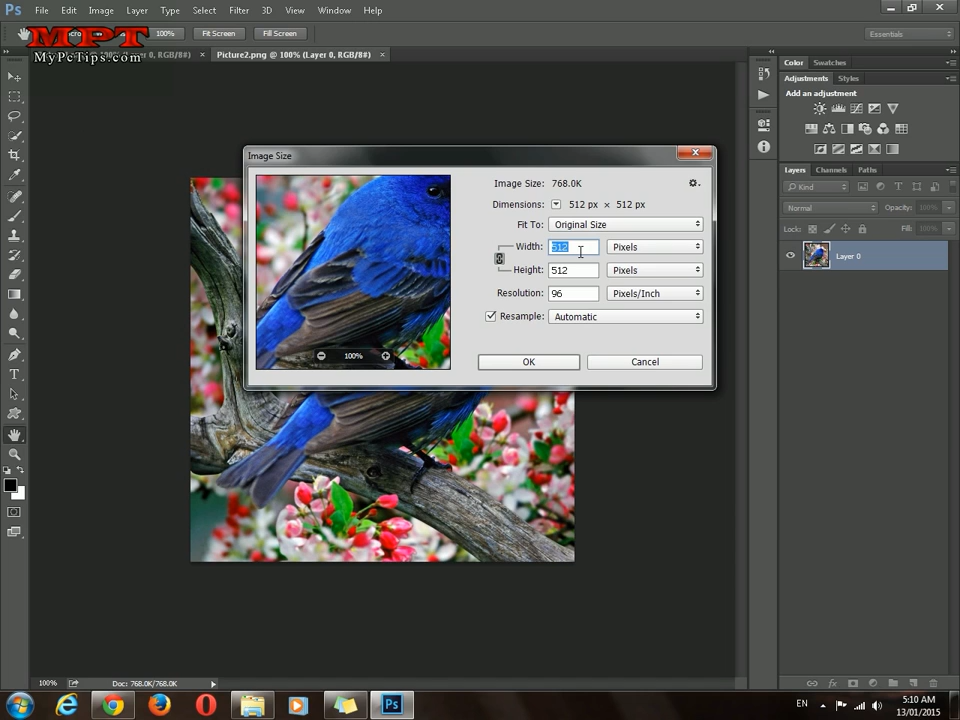 Ps File Edit Image Layer Type Select Filter 3D View Window Help
100% Fit Screen Fill Screen Essentials
MPT
MyPcTips.com
Layer 0, RGB/8#) × Picture2.png @ 100% (Layer 0, RGB/8#) ×
Color Swatches
Adjustments Styles
Add an adjustment
Layers Channels Paths
Kind
Normal Opacity: 100%
Lock: Fill: 100%
Layer 0
Image Size
Image Size: 768.0K
Dimensions: 512 px × 512 px
Fit To: Original Size
Width: 512 Pixels
Height: 512 Pixels
Resolution: 96 Pixels/Inch
Resample: Automatic
100%
OK Cancel
100% Doc: 768.0K/768.0K
Ps EN 5:10 AM
13/01/2015